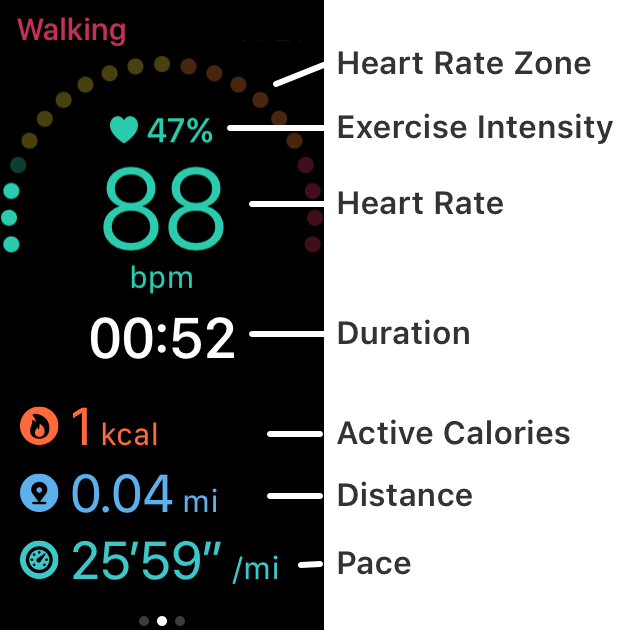 Walking
Heart Rate Zone
47% Exercise Intensity
88 Heart Rate
bpm
00:52 Duration
1 kcal Active Calories
0.04 mi Distance
25'59" /mi Pace